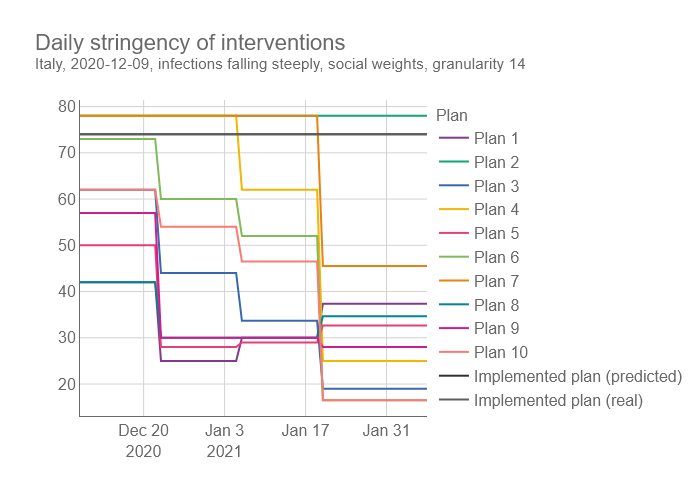 Daily stringency of interventions
Italy, 2020-12-09, infections falling steeply, social weights, granularity 14
80
70
60
50
40
30
20
Dec 20
2020
Jan 3
2021
Jan 17
Jan 31
Plan
Plan 1
Plan 2
Plan 3
Plan 4
Plan 5
Plan 6
Plan 7
Plan 8
Plan 9
Plan 10
Implemented plan (predicted)
Implemented plan (real)